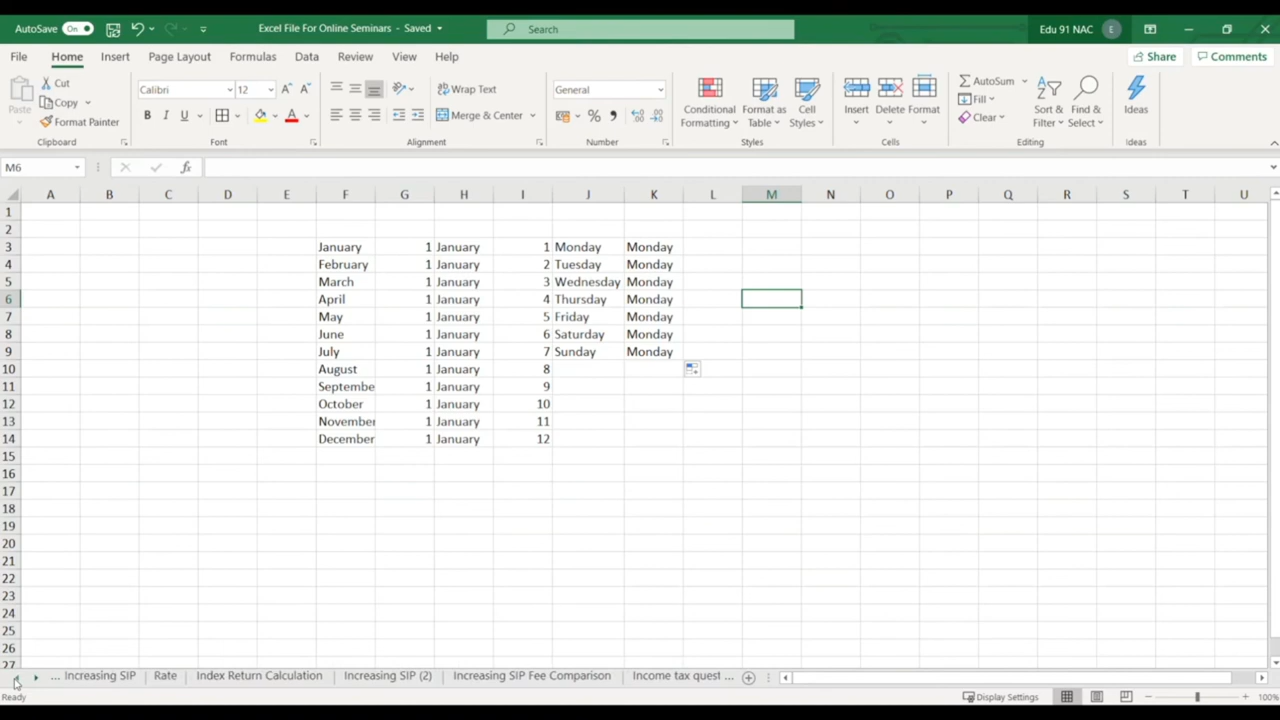 AutoSave On Excel File For Online Seminars - Saved Search Edu 91 NAC E
File Home Insert Page Layout Formulas Data Review View Help Share Comments
Paste Cut Copy Format Painter Clipboard
Calibri 12 B I U A Font
Wrap Text Merge & Center Alignment
General % Number
Conditional Formatting Format as Table Cell Styles Styles
Insert Delete Format Cells
AutoSum Fill Clear Sort & Filter Find & Select Editing
Ideas Ideas
M6 fx
A B C D E F G H I J K L M N O P Q R S T U
1
2
3 January 1 January 1 Monday Monday
4 February 1 January 2 Tuesday Monday
5 March 1 January 3 Wednesday Monday
6 April 1 January 4 Thursday Monday
7 May 1 January 5 Friday Monday
8 June 1 January 6 Saturday Monday
9 July 1 January 7 Sunday Monday
10 August 1 January 8
11 Septembe 1 January 9
12 October 1 January 10
13 November 1 January 11
14 December 1 January 12
15
16
17
18
19
20
21
22
23
24
25
26
27
... Increasing SIP Rate Index Return Calculation Increasing SIP (2) Increasing SIP Fee Comparison Income tax quest ...
Ready Display Settings 100%